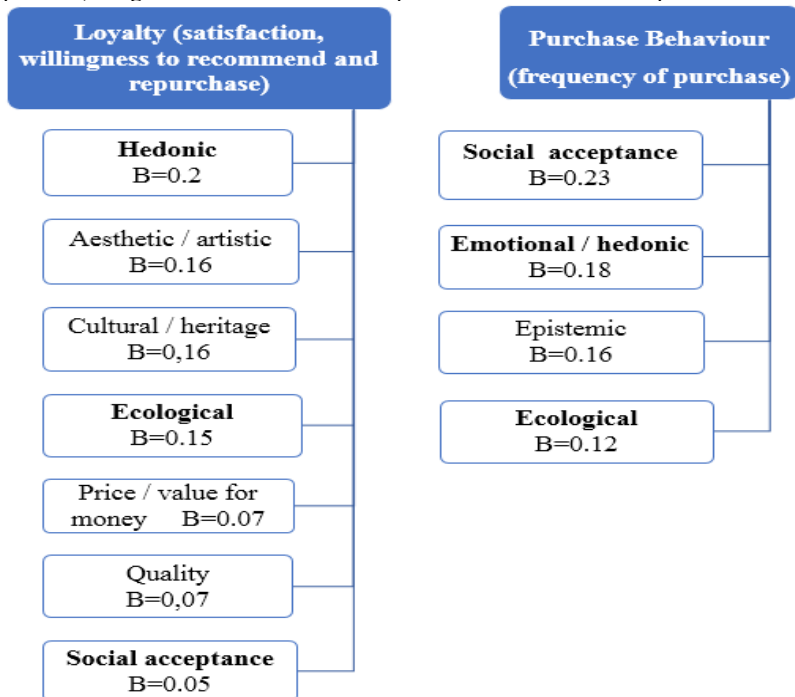 Loyalty (satisfaction,
willingness to recommend and
repurchase)
Hedonic
B=0.2
Aesthetic / artistic
B=0.16
Cultural / heritage
B=0,16
Ecological
B=0.15
Price / value for
money B=0.07
Quality
B=0,07
Social acceptance
B=0.05
Purchase Behaviour
(frequency of purchase)
Social acceptance
B=0.23
Emotional / hedonic
B=0.18
Epistemic
B=0.16
Ecological
B=0.12